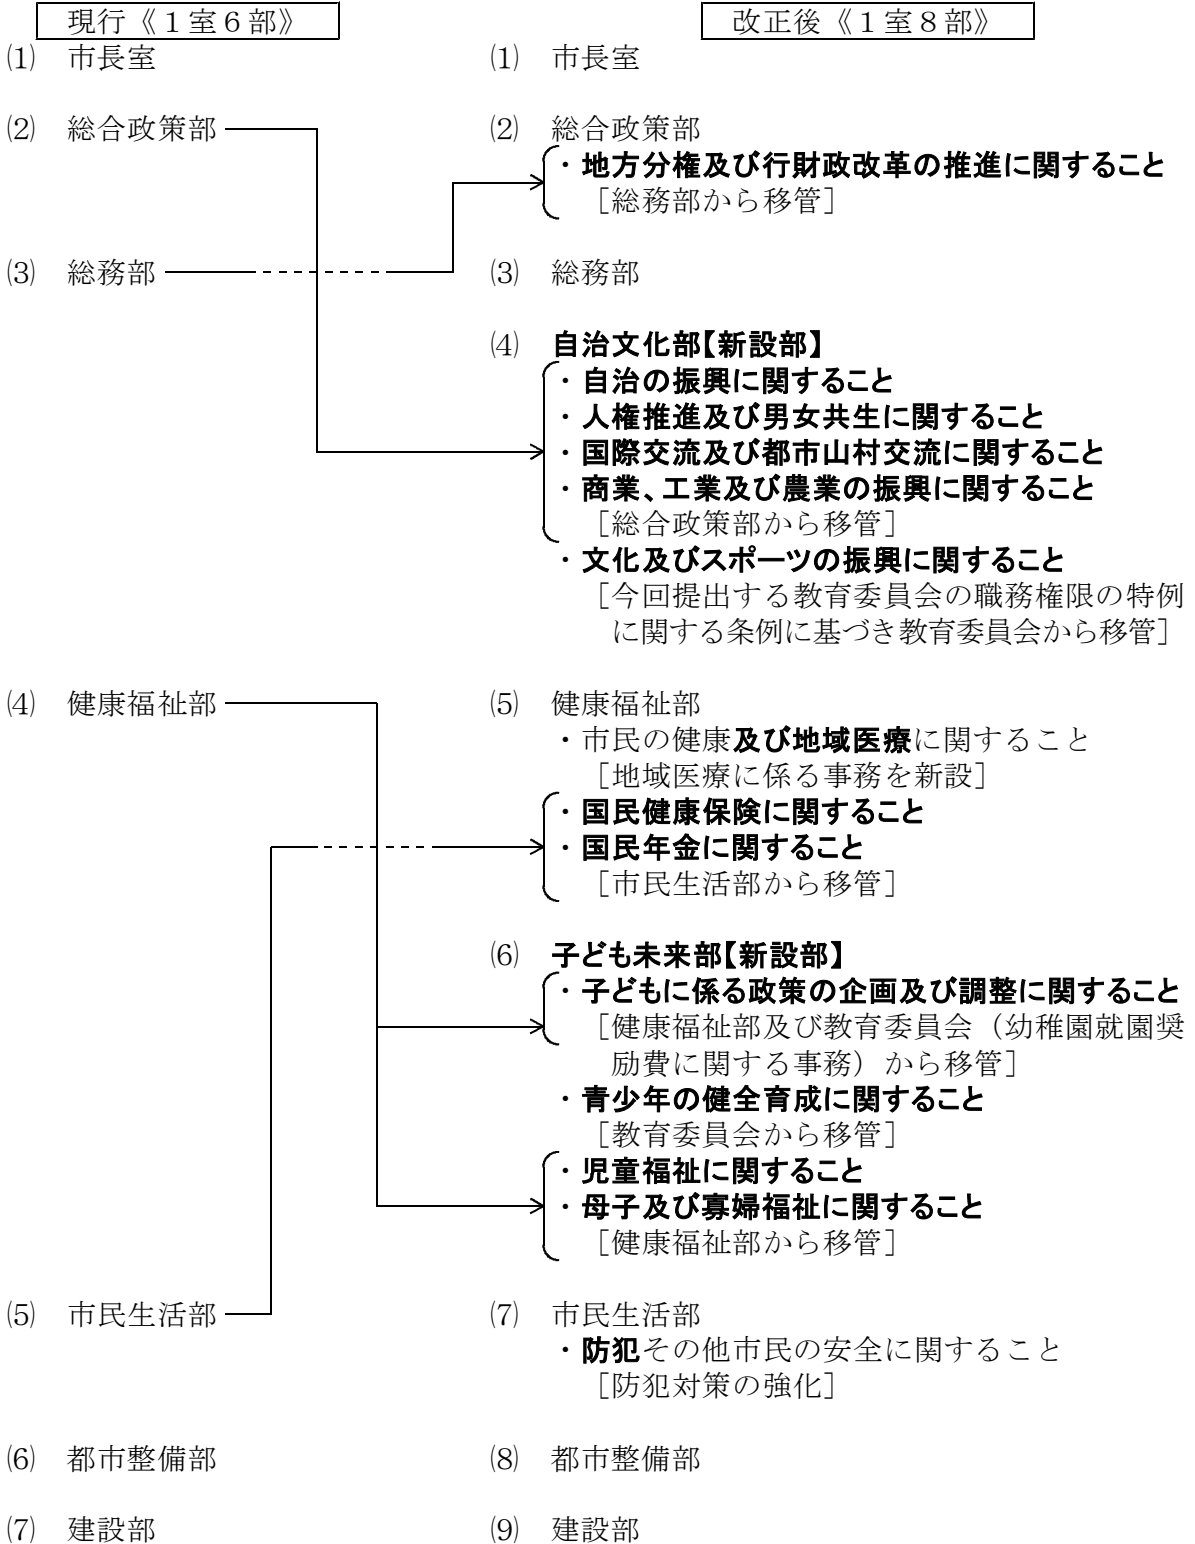 現行《１室６部》
⑴　市長室
⑵　総合政策部
⑶　総務部
⑷　健康福祉部
⑸　市民生活部
⑹　都市整備部
⑺　建設部
改正後《１室８部》
⑴　市長室
⑵　総合政策部
・地方分権及び行財政改革の推進に関すること
［総務部から移管］
⑶　総務部
⑷　自治文化部【新設部】
・自治の振興に関すること
・人権推進及び男女共生に関すること
・国際交流及び都市山村交流に関すること
・商業、工業及び農業の振興に関すること
［総合政策部から移管］
・文化及びスポーツの振興に関すること
［今回提出する教育委員会の職務権限の特例
に関する条例に基づき教育委員会から移管］
⑸　健康福祉部
・市民の健康及び地域医療に関すること
［地域医療に係る事務を新設］
・国民健康保険に関すること
・国民年金に関すること
［市民生活部から移管］
⑹　子ども未来部【新設部】
・子どもに係る政策の企画及び調整に関すること
［健康福祉部及び教育委員会（幼稚園就園奨
励費に関する事務）から移管］
・青少年の健全育成に関すること
［教育委員会から移管］
・児童福祉に関すること
・母子及び寡婦福祉に関すること
［健康福祉部から移管］
⑺　市民生活部
・防犯その他市民の安全に関すること
［防犯対策の強化］
⑻　都市整備部
⑼　建設部